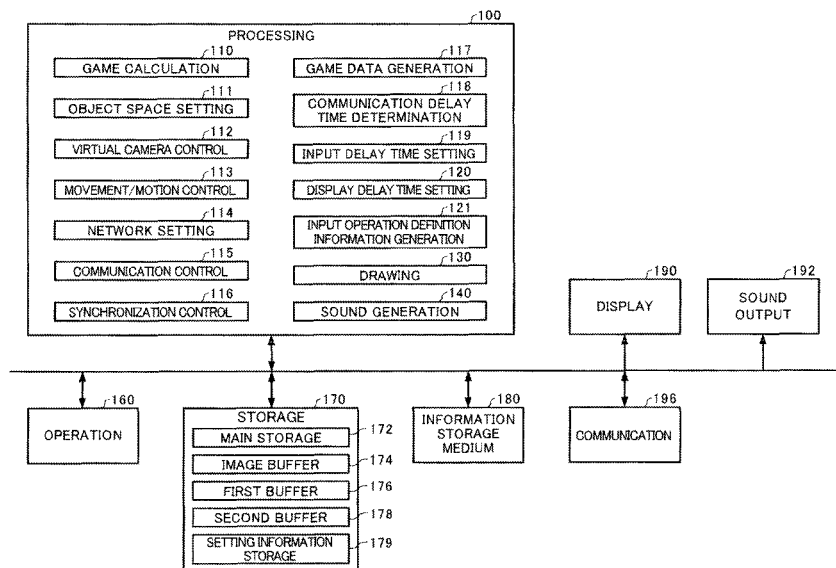 100
PROCESSING
110
GAME CALCULATION
111
OBJECT SPACE SETTING
112
VIRTUAL CAMERA CONTROL
113
MOVEMENT/MOTION CONTROL
114
NETWORK SETTING
115
COMMUNICATION CONTROL
116
SYNCHRONIZATION CONTROL
117
GAME DATA GENERATION
118
COMMUNICATION DELAY
TIME DETERMINATION
119
INPUT DELAY TIME SETTING
120
DISPLAY DELAY TIME SETTING
121
INPUT OPERATION DEFINITION
INFORMATION GENERATION
130
DRAWING
140
SOUND GENERATION
190
DISPLAY
192
SOUND
OUTPUT
160
OPERATION
170
STORAGE
MAIN STORAGE
172
IMAGE BUFFER
174
FIRST BUFFER
176
SECOND BUFFER
178
SETTING INFORMATION
STORAGE
179
180
INFORMATION
STORAGE
MEDIUM
196
COMMUNICATION